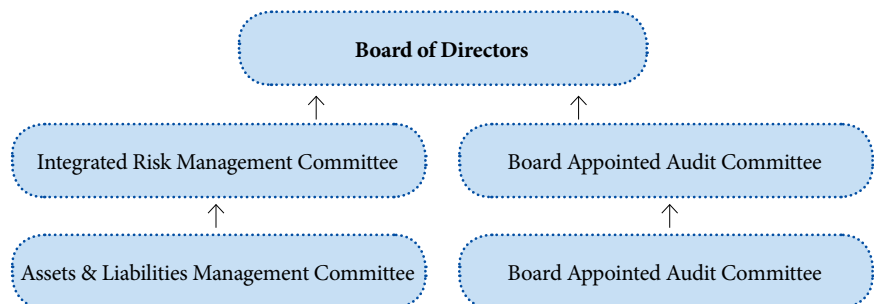 Board of Directors
Integrated Risk Management Committee
Board Appointed Audit Committee
Assets & Liabilities Management Committee
Board Appointed Audit Committee